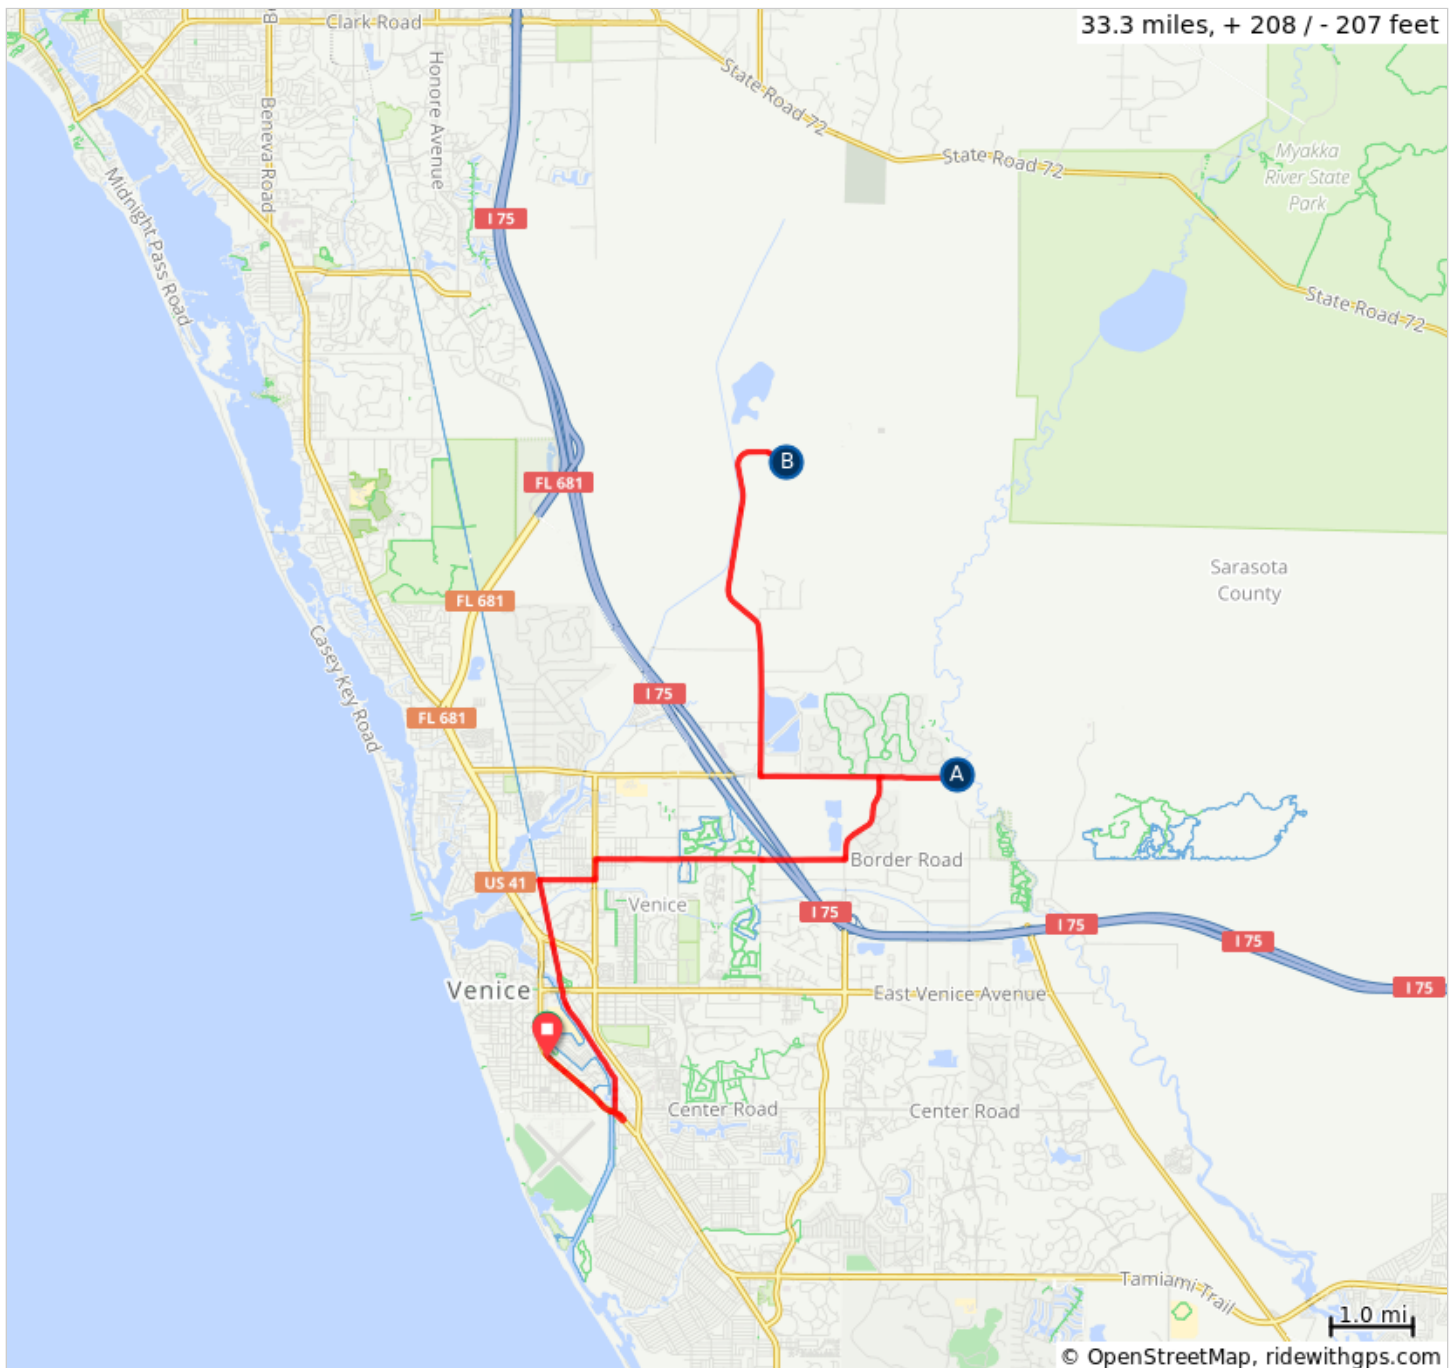 33.3 miles, + 208 / - 207 feet
Clark Road
Honore Avenue
Beneva Road
State Road 72
State Road 72
Myakka
River State
Park
Midnight Pass Road
I 75
State Road 72
B
FL 681
Sarasota
County
FL 681
Casey Key Road
I 75
FL 681
A
Border Road
US 41
Venice
I 75
I 75
I 75
I 75
Venice
East Venice Avenue
Center Road
Center Road
Tamiami Trail
1.0 mi
© OpenStreetMap, ridewithgps.com